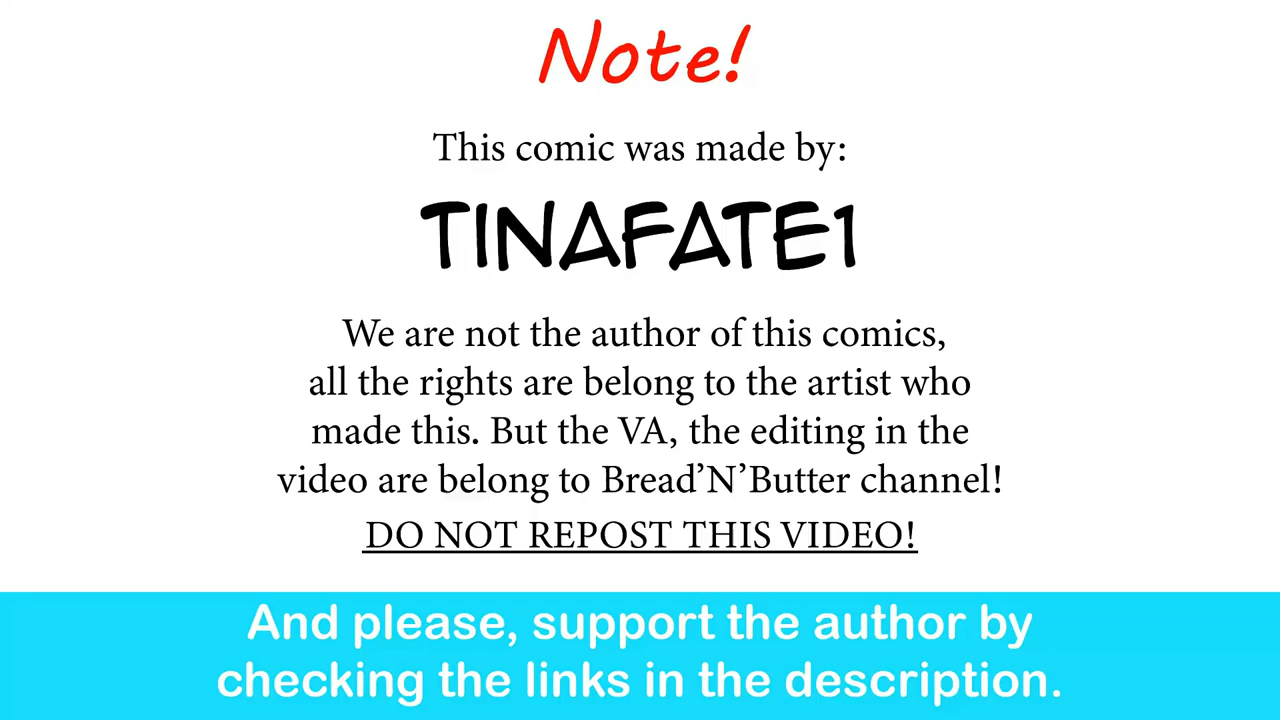 Note!
This comic was made by:
TINAFATE1
We are not the author of this comics,
all the rights are belong to the artist who
made this. But the VA, the editing in the
video are belong to Bread’N’Butter channel!
DO NOT REPOST THIS VIDEO!
And please, support the author by
checking the links in the description.